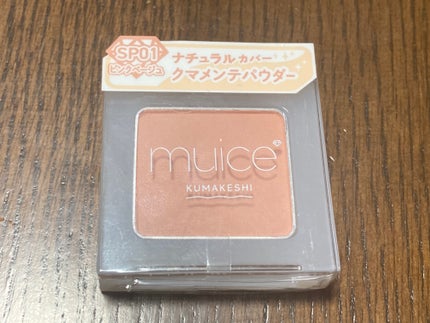 SP01
ピンクベージュ
ナチュラルカバー
クマメンテパウダー
muice
KUMAKESHI